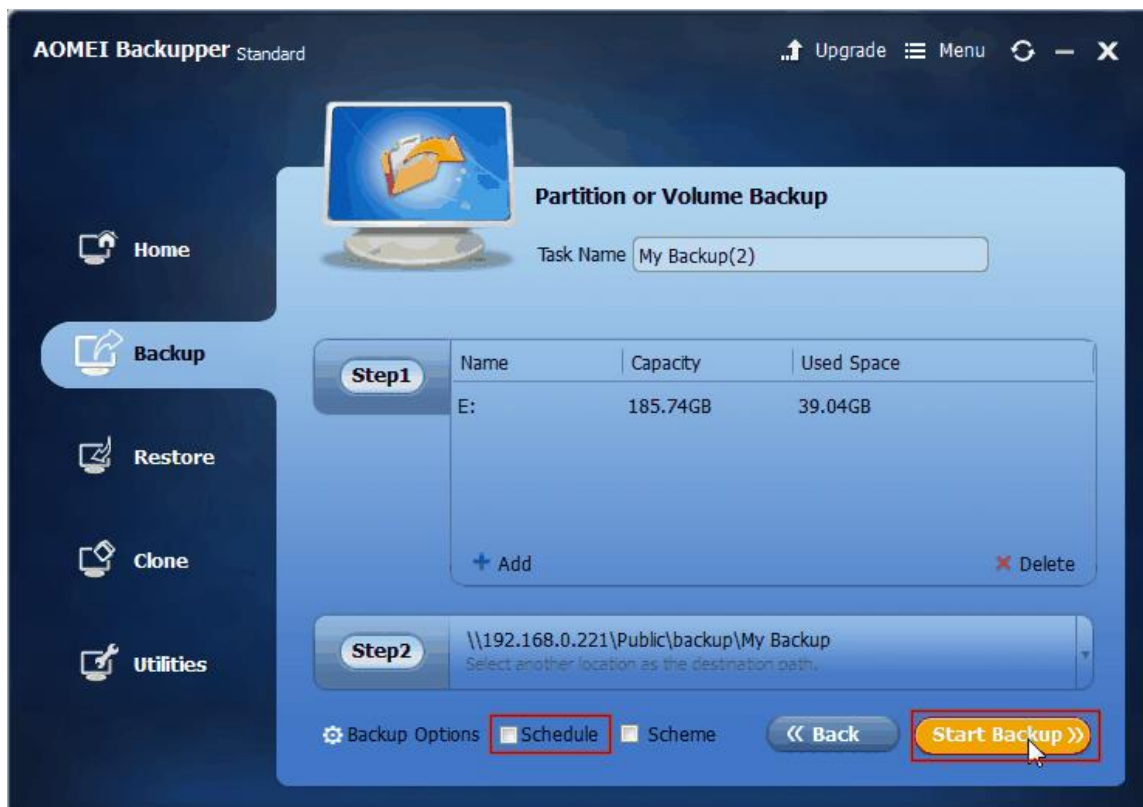 AOMEI Backupper Standard
Upgrade Menu
Partition or Volume Backup
Task Name My Backup(2)
Home
Backup
Restore
Clone
Utilities
Step1
Name Capacity Used Space
E: 185.74GB 39.04GB
Add Delete
Step2
\\192.168.0.221\Public\backup\My Backup
Select another location as the destination path.
Backup Options Schedule Scheme Back Start Backup